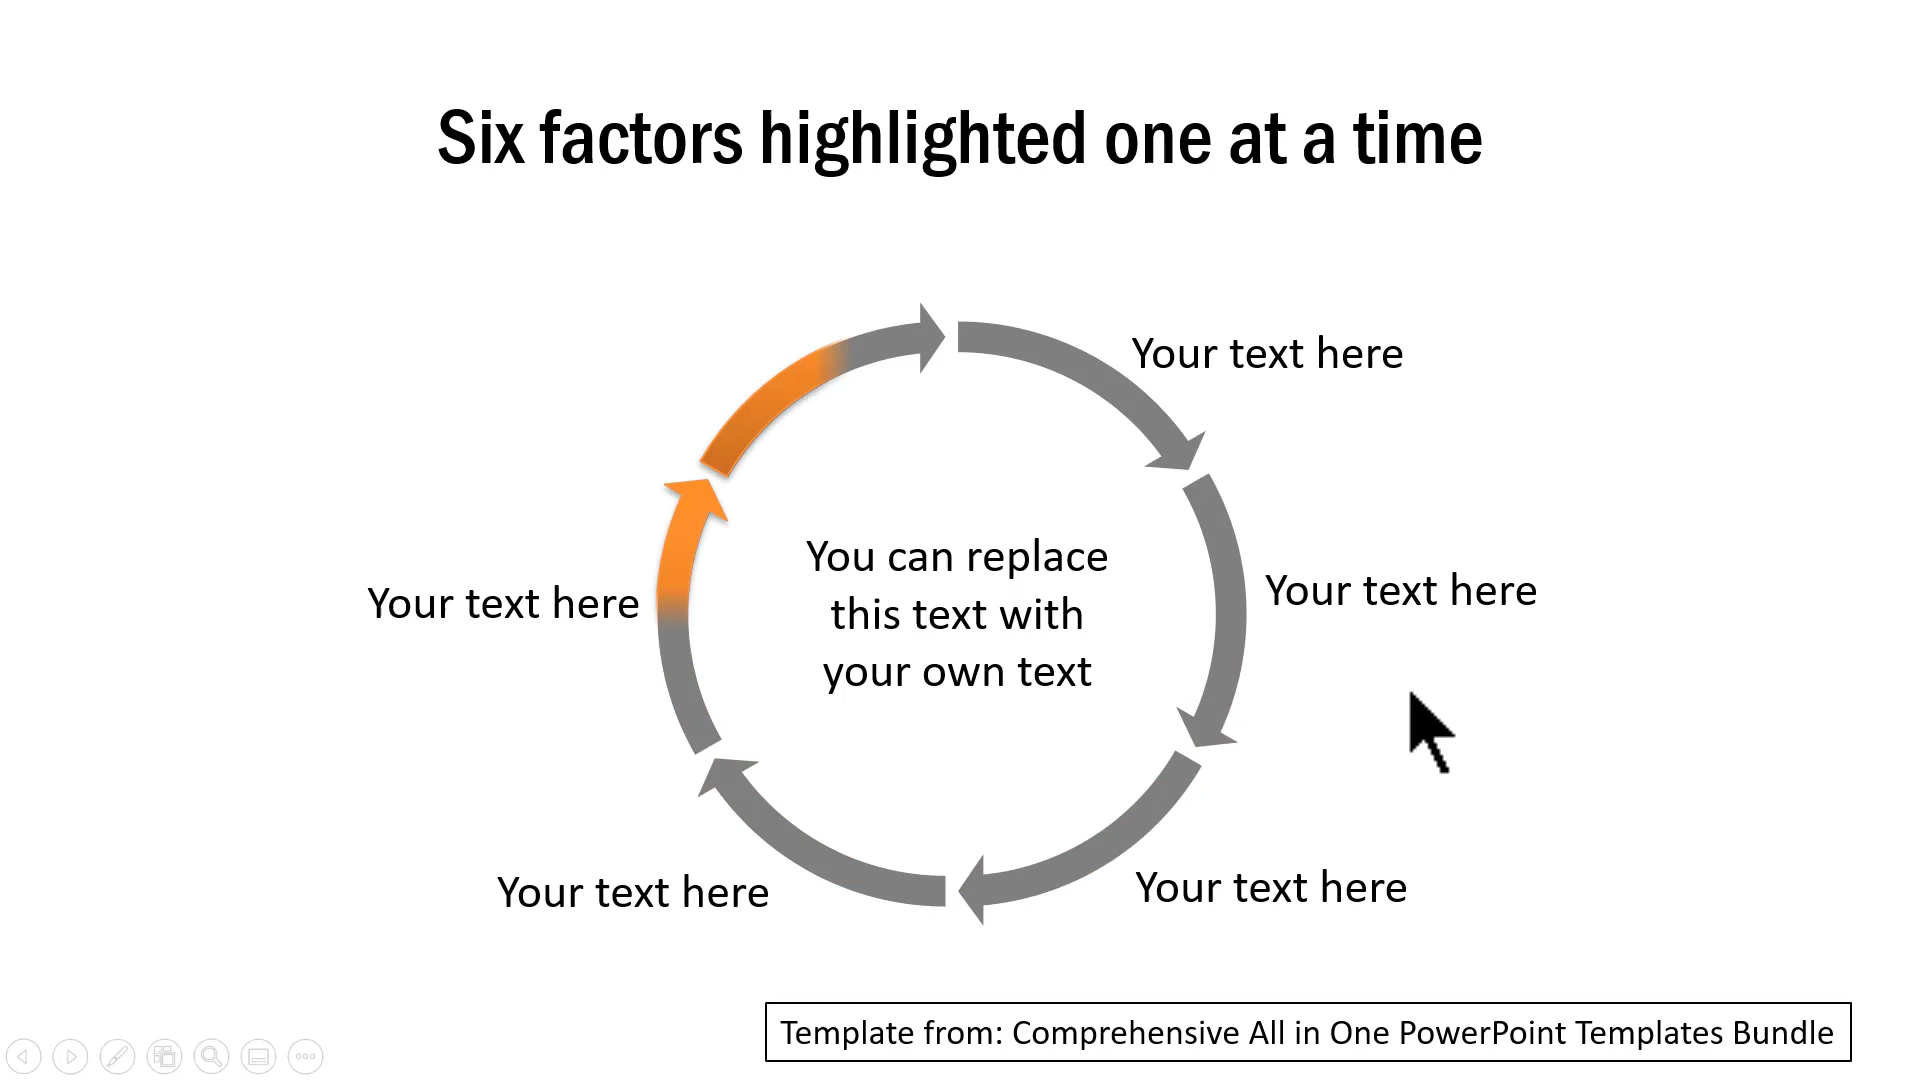 Six factors highlighted one at a time
Your text here
Your text here
Your text here
Your text here
Your text here
You can replace
this text with
your own text
Template from: Comprehensive All in One PowerPoint Templates Bundle